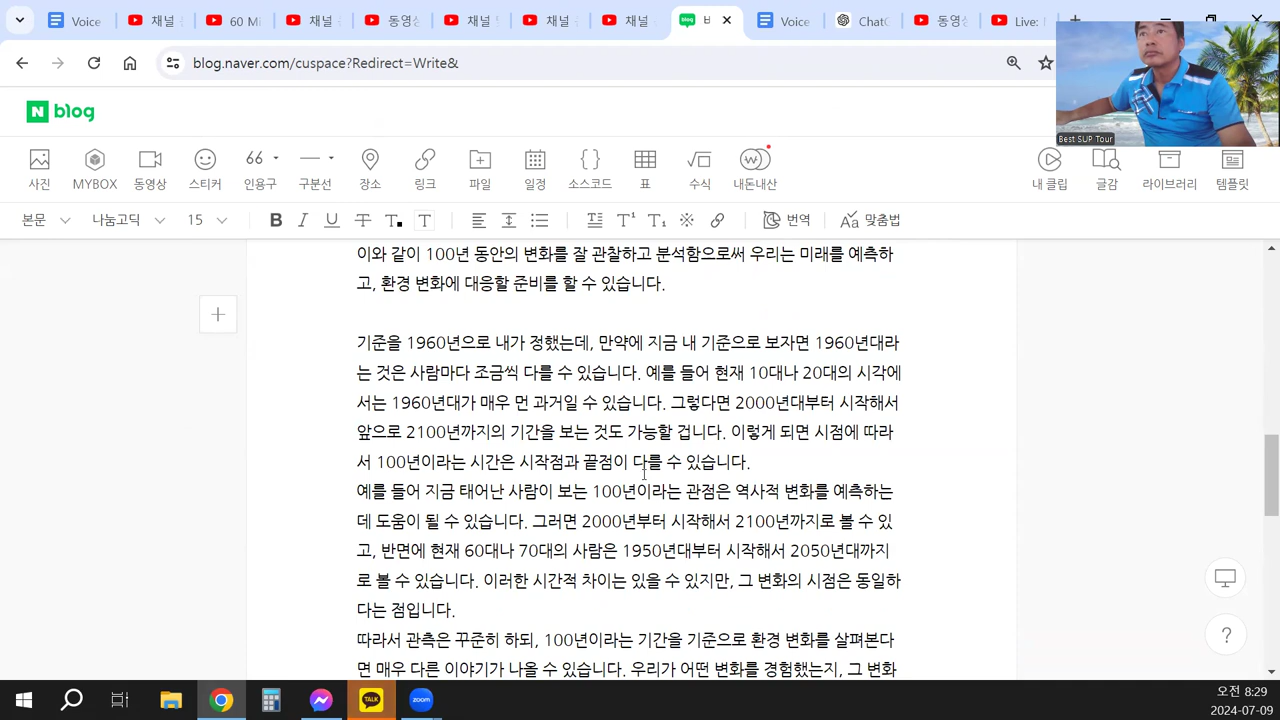 Voice
채널
60 Mi
채널
동영상
채널
채널
채널
Voice
ChatG
동영상
Live:
blog.naver.com/cuspace?Redirect=Write&
N blog
Best SUP Tour
사진 MYBOX 동영상 스티커 인용구 구분선 장소 링크 파일 일정 소스코드 표 수식 내돈내산 내 클립 글감 라이브러리 템플릿
본문 나눔고딕 15 B I U T T T T¹ T₁ ※ 번역 맞춤법
이와 같이 100년 동안의 변화를 잘 관찰하고 분석함으로써 우리는 미래를 예측하
고, 환경 변화에 대응할 준비를 할 수 있습니다.
기준을 1960년으로 내가 정했는데, 만약에 지금 내 기준으로 보자면 1960년대라
는 것은 사람마다 조금씩 다를 수 있습니다. 예를 들어 현재 10대나 20대의 시각에
서는 1960년대가 매우 먼 과거일 수 있습니다. 그렇다면 2000년대부터 시작해서
앞으로 2100년까지의 기간을 보는 것도 가능할 겁니다. 이렇게 되면 시점에 따라
서 100년이라는 시간은 시작점과 끝점이 다를 수 있습니다.
예를 들어 지금 태어난 사람이 보는 100년이라는 관점은 역사적 변화를 예측하는
데 도움이 될 수 있습니다. 그러면 2000년부터 시작해서 2100년까지로 볼 수 있
고, 반면에 현재 60대나 70대의 사람은 1950년대부터 시작해서 2050년대까지
로 볼 수 있습니다. 이러한 시간적 차이는 있을 수 있지만, 그 변화의 시점은 동일하
다는 점입니다.
따라서 관측은 꾸준히 하되, 100년이라는 기간을 기준으로 환경 변화를 살펴본다
면 매우 다른 이야기가 나올 수 있습니다. 우리가 어떤 변화를 경험했는지, 그 변화
TALK
zoom
오전 8:29
2024-07-09